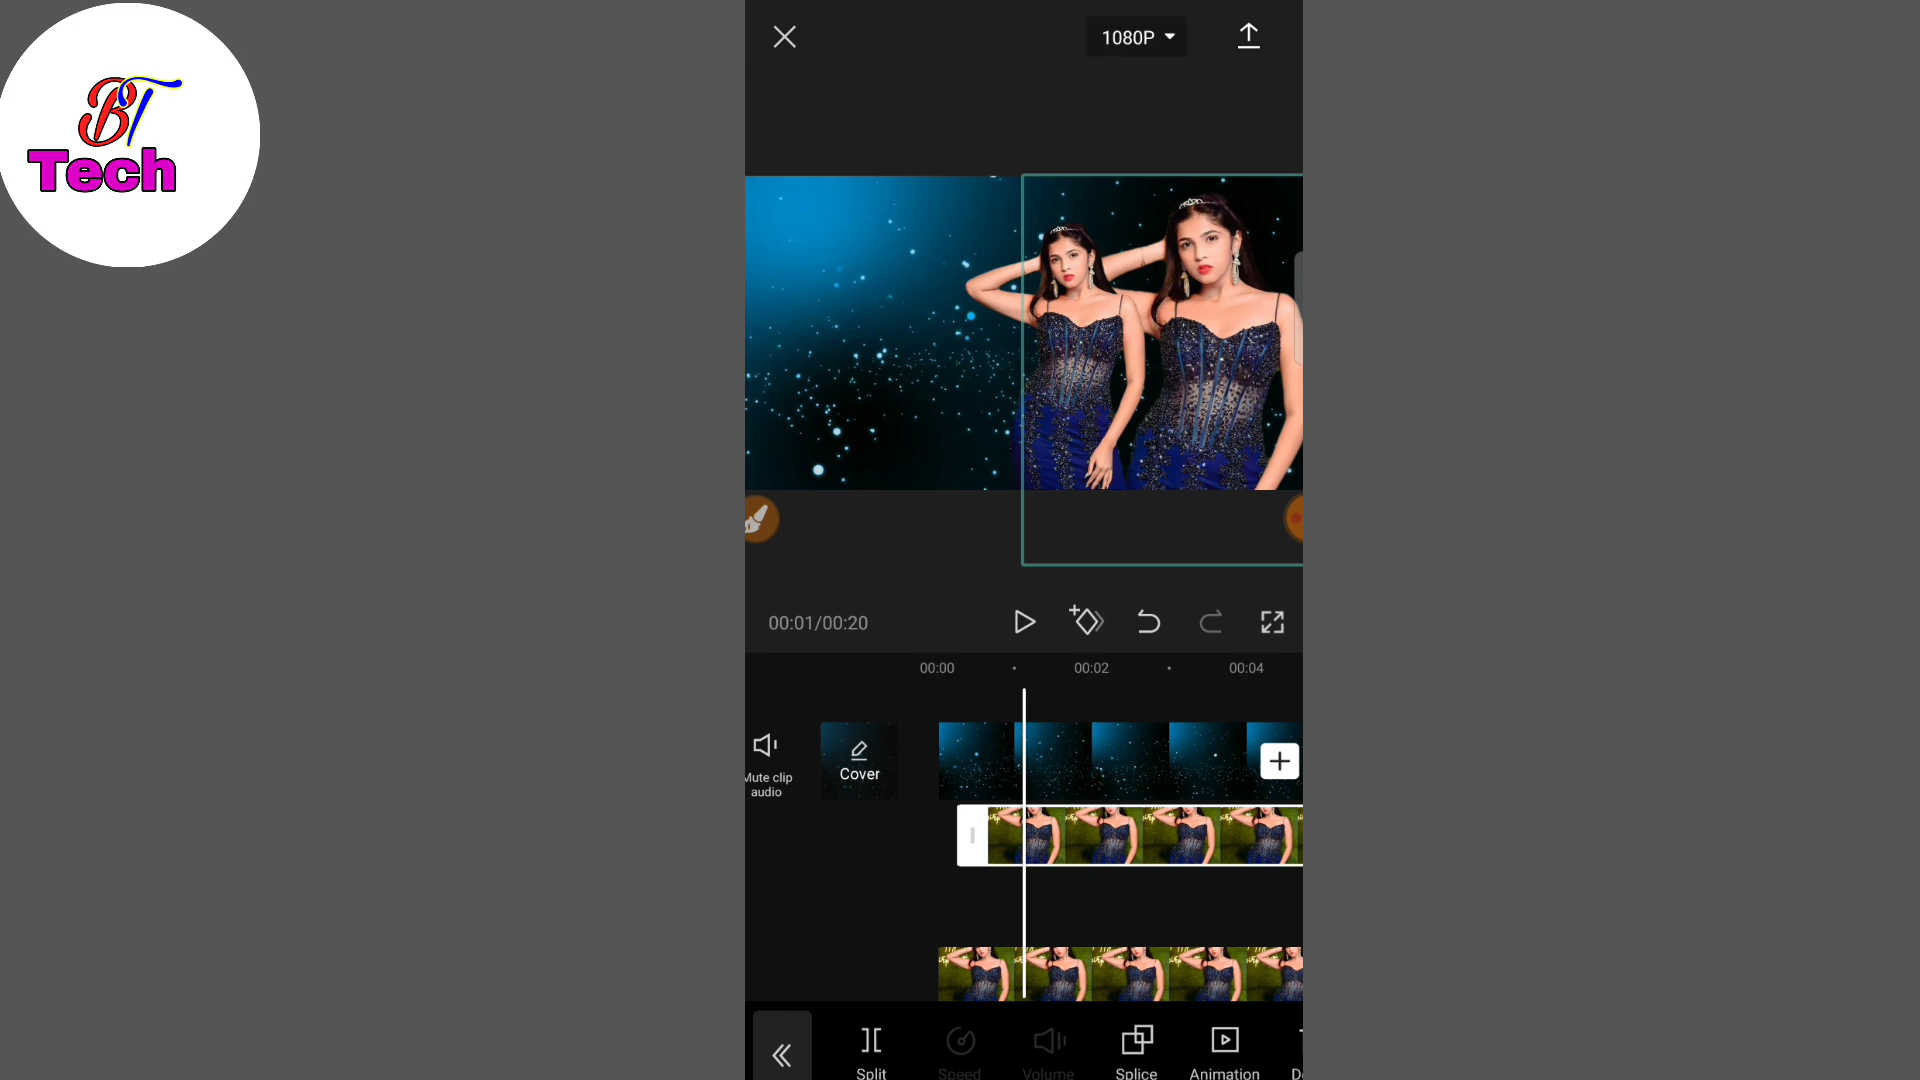 BT
Tech
1080P
00:01/00:20
00:00
00:02
00:04
Mute clip
audio
Cover
Split
Speed
Volume
Splice
Animation